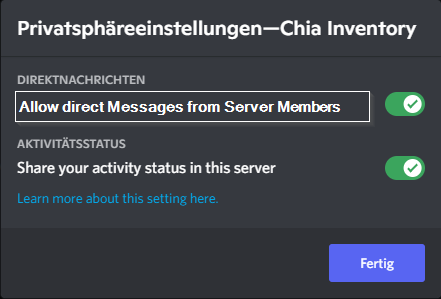 Privatsphäreeinstellungen—Chia Inventory
DIREKTNACHRICHTEN
Allow direct Messages from Server Members
AKTIVITÄTSSTATUS
Share your activity status in this server
Learn more about this setting here.
Fertig